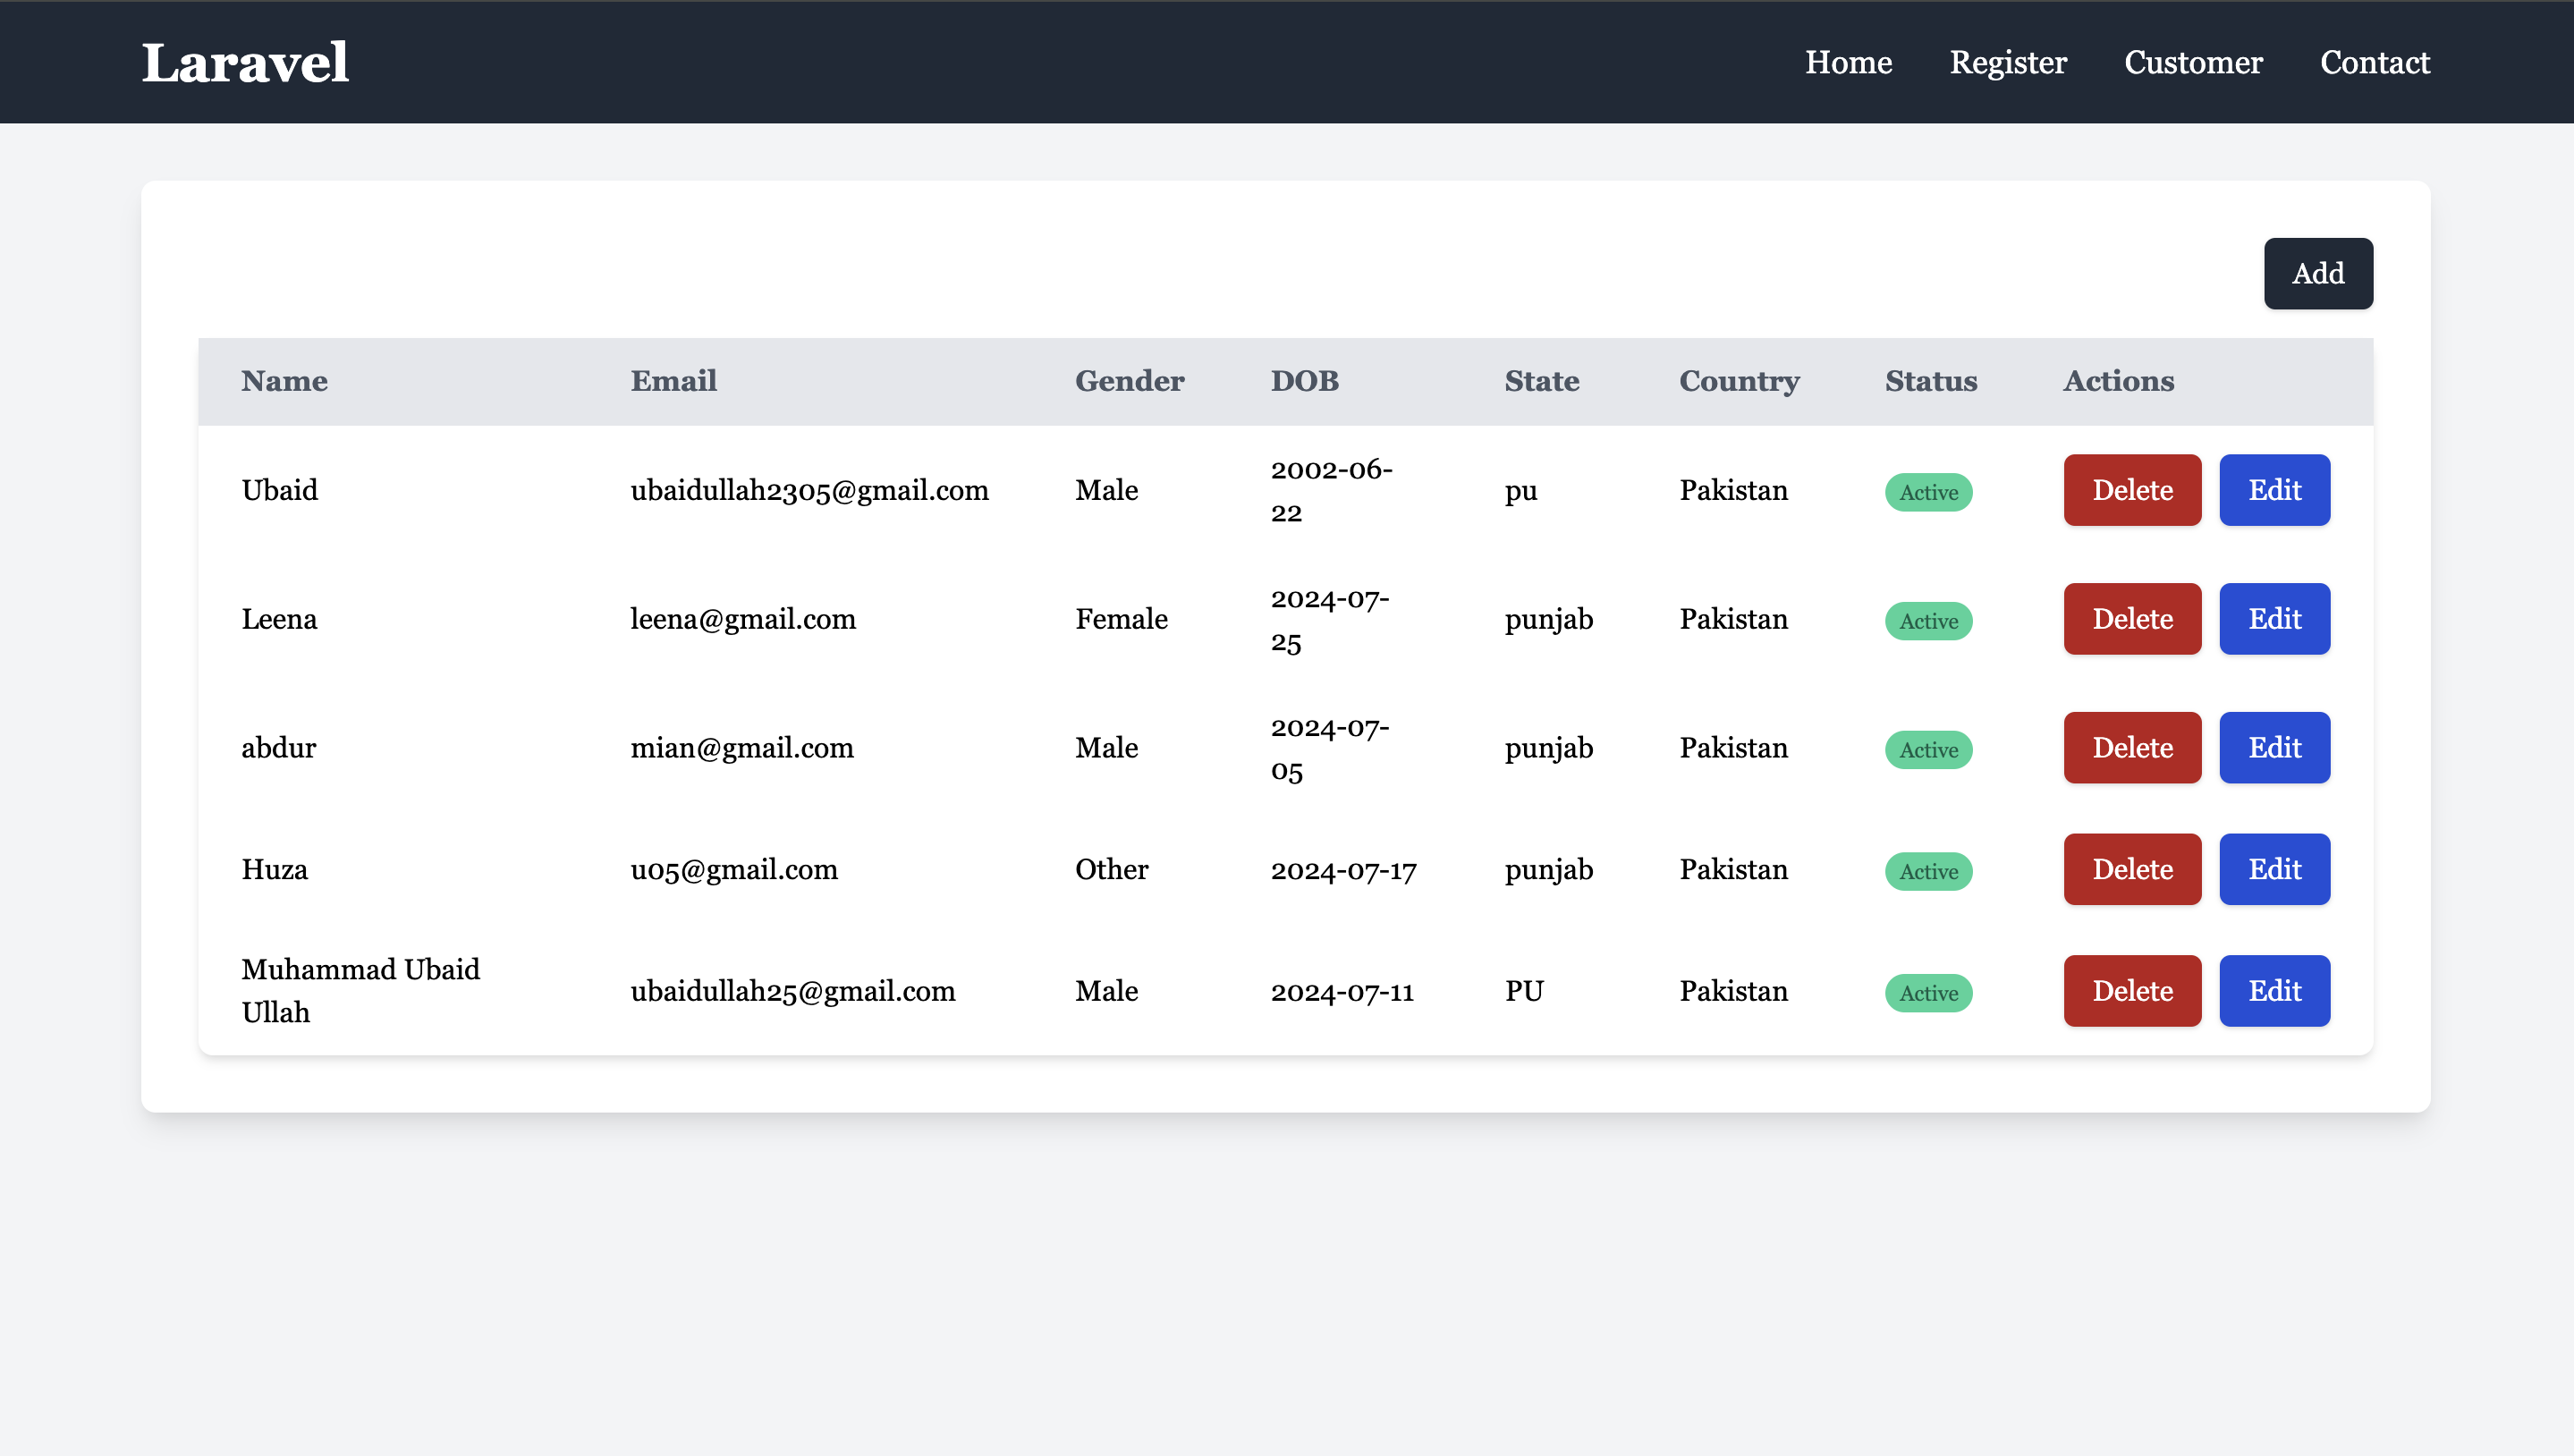 Laravel Home Register Customer Contact
Add
Name Email Gender DOB State Country Status Actions
Ubaid ubaidullah2305@gmail.com Male 2002-06-
22 pu Pakistan Active Delete Edit
Leena leena@gmail.com Female 2024-07-
25 punjab Pakistan Active Delete Edit
abdur mian@gmail.com Male 2024-07-
05 punjab Pakistan Active Delete Edit
Huza u05@gmail.com Other 2024-07-17 punjab Pakistan Active Delete Edit
Muhammad Ubaid
Ullah ubaidullah25@gmail.com Male 2024-07-11 PU Pakistan Active Delete Edit